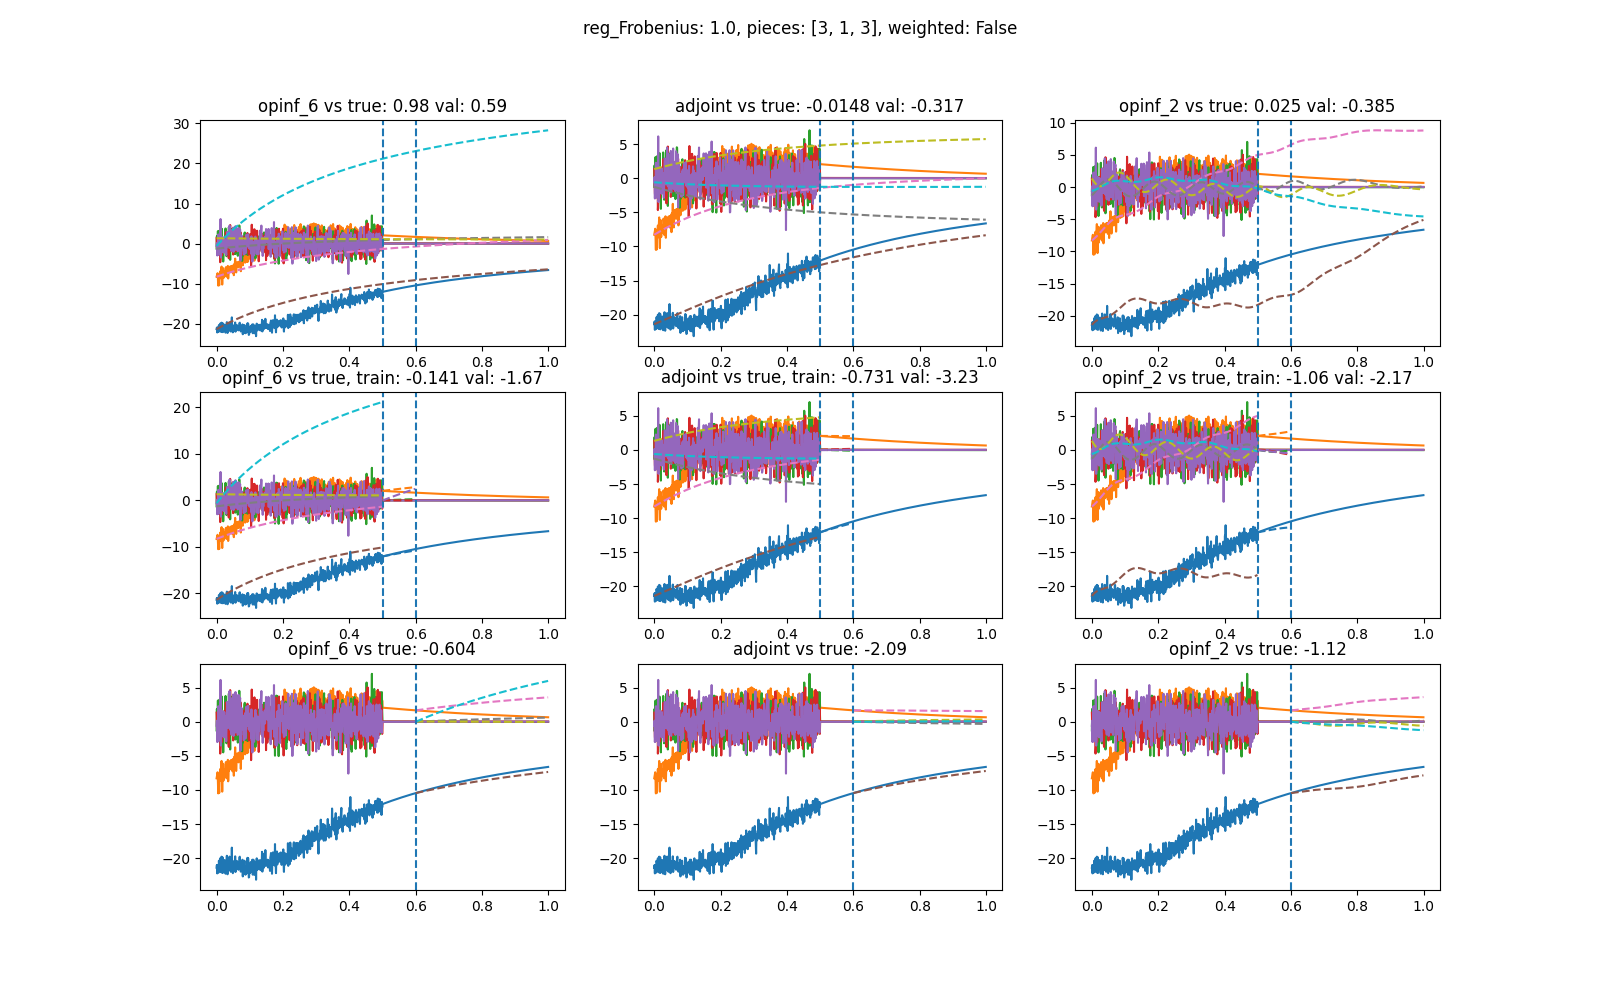 reg_Frobenius: 1.0, pieces: [3, 1, 3], weighted: False
opinf_6 vs true: 0.98 val: 0.59
adjoint vs true: -0.0148 val: -0.317
opinf_2 vs true: 0.025 val: -0.385
30
20
10
0
−10
−20
0.0 0.2 0.4 0.6 0.8 1.0
5
0
−5
−10
−15
−20
0.0 0.2 0.4 0.6 0.8 1.0
10
5
0
−5
−10
−15
−20
0.0 0.2 0.4 0.6 0.8 1.0
opinf_6 vs true, train: -0.141 val: -1.67
adjoint vs true, train: -0.731 val: -3.23
opinf_2 vs true, train: -1.06 val: -2.17
20
10
0
−10
−20
0.0 0.2 0.4 0.6 0.8 1.0
5
0
−5
−10
−15
−20
0.0 0.2 0.4 0.6 0.8 1.0
5
0
−5
−10
−15
−20
0.0 0.2 0.4 0.6 0.8 1.0
opinf_6 vs true: -0.604
adjoint vs true: -2.09
opinf_2 vs true: -1.12
5
0
−5
−10
−15
−20
0.0 0.2 0.4 0.6 0.8 1.0
5
0
−5
−10
−15
−20
0.0 0.2 0.4 0.6 0.8 1.0
5
0
−5
−10
−15
−20
0.0 0.2 0.4 0.6 0.8 1.0